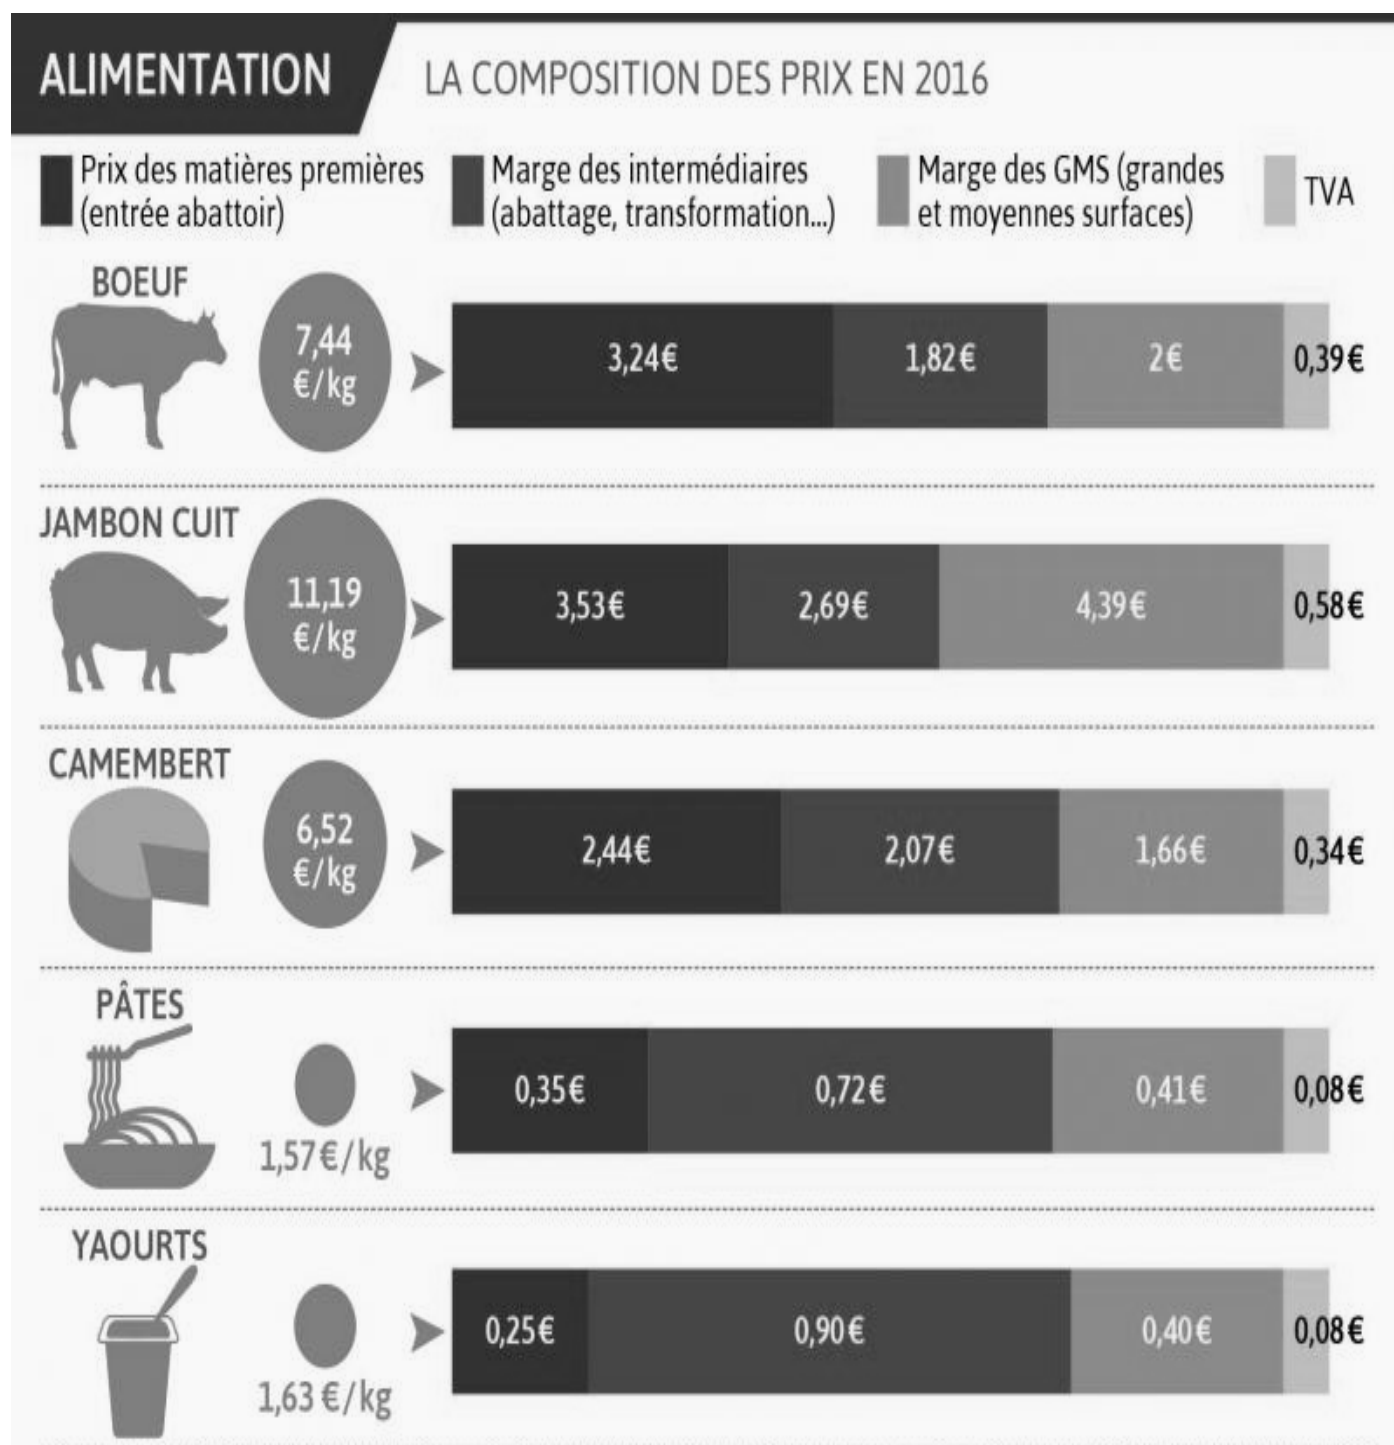 ALIMENTATION
LA COMPOSITION DES PRIX EN 2016
Prix des matières premières
(entrée abattoir)
Marge des intermédiaires
(abattage, transformation...)
Marge des GMS (grandes
et moyennes surfaces)
TVA
BOEUF
7,44
€/kg
3,24€
1,82€
2€
0,39€
JAMBON CUIT
11,19
€/kg
3,53€
2,69€
4,39€
0,58€
CAMEMBERT
6,52
€/kg
2,44€
2,07€
1,66€
0,34€
PÂTES
1,57€/kg
0,35€
0,72€
0,41€
0,08€
YAOURTS
1,63 €/kg
0,25€
0,90€
0,40€
0,08€